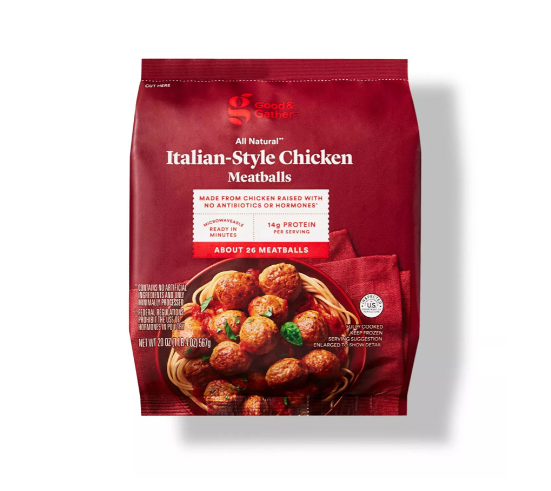 CUT HERE
g Good&
Gather™
All Natural**
Italian-Style Chicken
Meatballs
MADE FROM CHICKEN RAISED WITH
NO ANTIBIOTICS OR HORMONES*
MICROWAVEABLE
READY IN
MINUTES
14g PROTEIN
PER SERVING
ABOUT 26 MEATBALLS
CONTAINS NO ARTIFICIAL
INGREDIENTS AND ONLY
MINIMALLY PROCESSED
FEDERAL REGULATIONS
PROHIBIT THE USE OF
HORMONES IN POULTRY
NET WT 20 OZ (1 LB 4 OZ) 567g
U.S.
FULLY COOKED
KEEP FROZEN
SERVING SUGGESTION
ENLARGED TO SHOW DETAIL